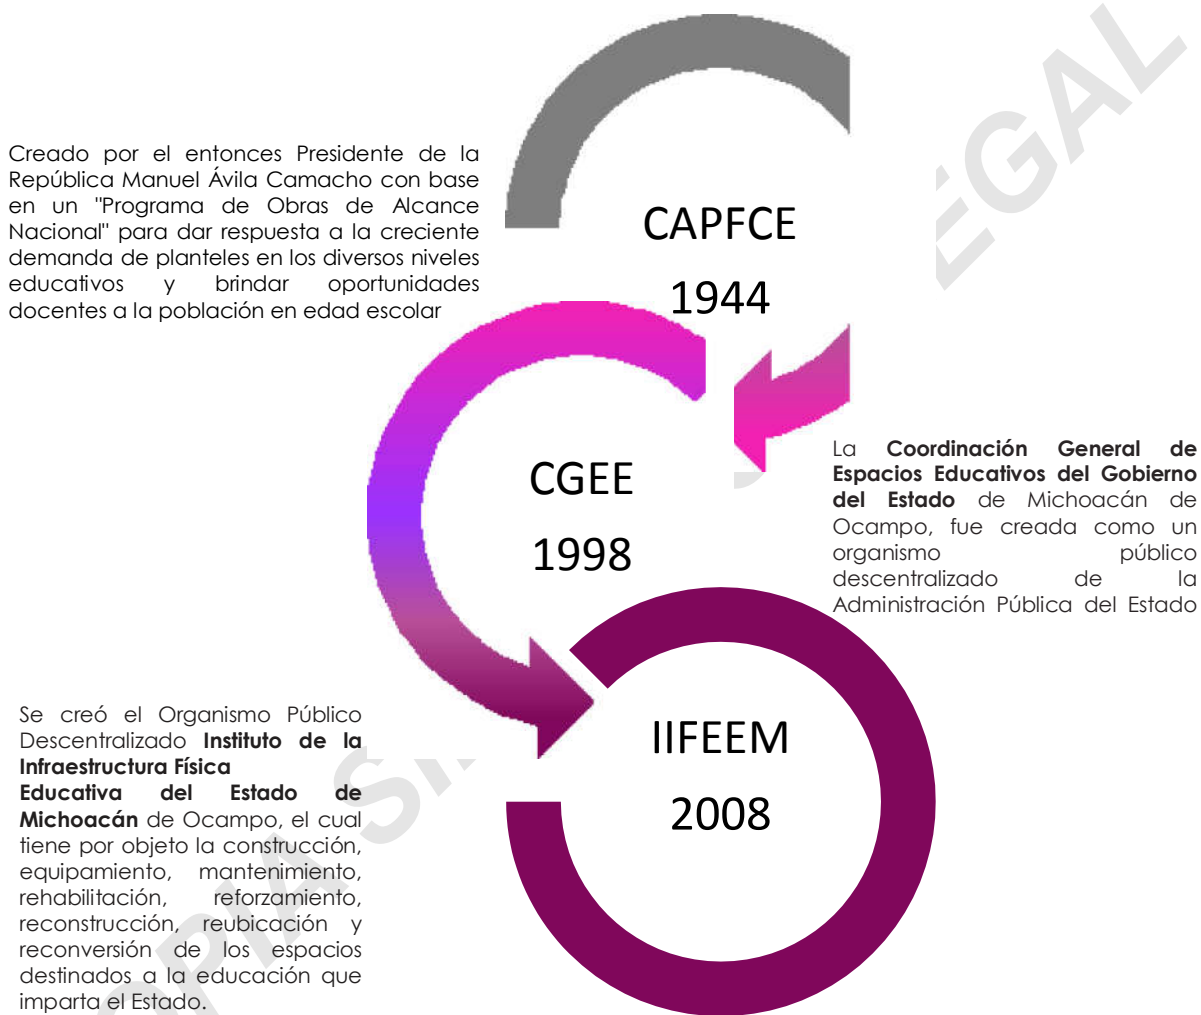 Creado por el entonces Presidente de la
República Manuel Ávila Camacho con base
en un "Programa de Obras de Alcance
Nacional" para dar respuesta a la creciente
demanda de planteles en los diversos niveles
educativos y brindar oportunidades
docentes a la población en edad escolar
CAPFCE
1944
CGEE
1998
La Coordinación General de
Espacios Educativos del Gobierno
del Estado de Michoacán de
Ocampo, fue creada como un
organismo público
descentralizado de la
Administración Pública del Estado
Se creó el Organismo Público
Descentralizado Instituto de la
Infraestructura Física
Educativa del Estado de
Michoacán de Ocampo, el cual
tiene por objeto la construcción,
equipamiento, mantenimiento,
rehabilitación, reforzamiento,
reconstrucción, reubicación y
reconversión de los espacios
destinados a la educación que
imparta el Estado.
IIFEEM
2008